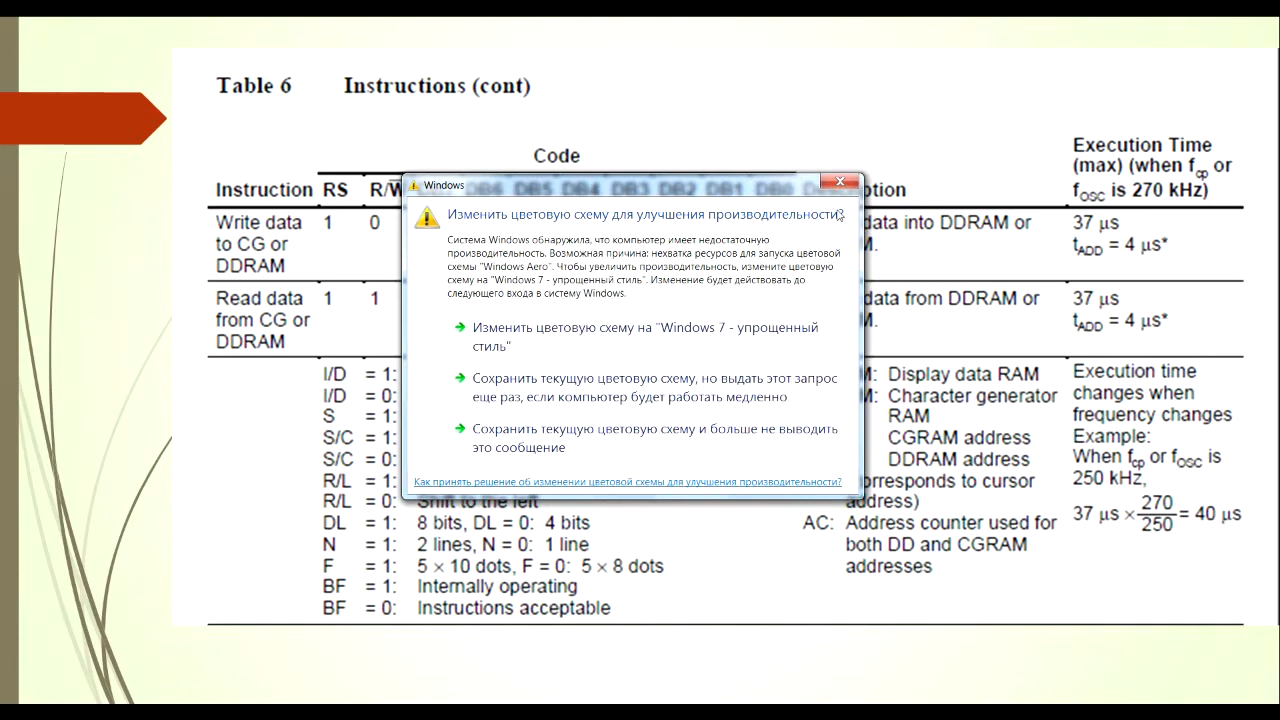 Table 6 Instructions (cont)
Code
Execution Time
(max) (when fcp or
fOSC is 270 kHz)
Instruction RS R/W
Write data 1 0 data into DDRAM or 37 µs
to CG or tADD = 4 µs*
DDRAM
Read data 1 1 data from DDRAM or 37 µs
from CG or tADD = 4 µs*
DDRAM
Windows
Изменить цветовую схему для улучшения производительности?
Система Windows обнаружила, что компьютер имеет недостаточную
производительность. Возможная причина: нехватка ресурсов для запуска цветовой
схемы "Windows Aero". Чтобы увеличить производительность, измените цветовую
схему на "Windows 7 - упрощенный стиль". Изменение будет действовать до
следующего входа в систему Windows.
Изменить цветовую схему на "Windows 7 - упрощенный
стиль"
Сохранить текущую цветовую схему, но выдать этот запрос
еще раз, если компьютер будет работать медленно
Сохранить текущую цветовую схему и больше не выводить
это сообщение
Как принять решение об изменении цветовой схемы для улучшения производительности?
I/D = 1:
I/D = 0:
S = 1:
S/C = 1:
S/C = 0:
R/L = 1:
R/L = 0: Shift to the left
DL = 1: 8 bits, DL = 0: 4 bits
N = 1: 2 lines, N = 0: 1 line
F = 1: 5 × 10 dots, F = 0: 5 × 8 dots
BF = 1: Internally operating
BF = 0: Instructions acceptable
Display data RAM
Character generator
RAM
CGRAM address
DDRAM address
corresponds to cursor
address)
AC: Address counter used for
both DD and CGRAM
addresses
Execution time
changes when
frequency changes
Example:
When fcp or fOSC is
250 kHz,
37 µs × 270/250 = 40 µs